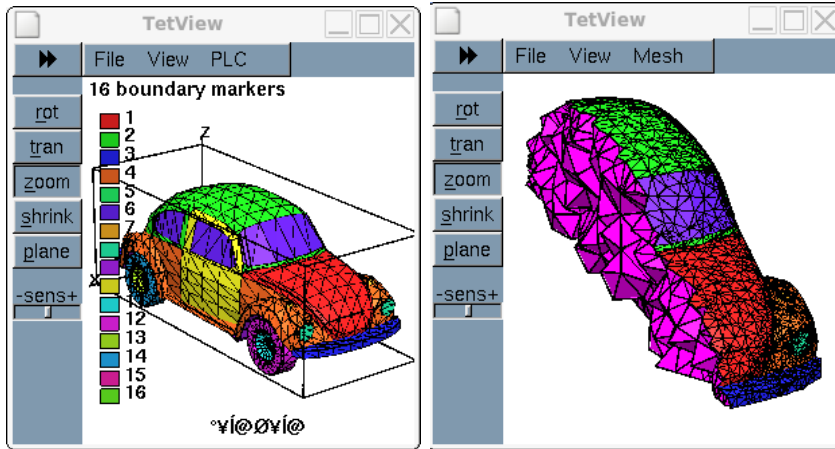 TetView
File View PLC
rot
tran
zoom
shrink
plane
-sens+
16 boundary markers
1
2
3
4
5
6
7
12
13
14
15
16
Z
X
°¥Í@Ø¥Í@
TetView
File View Mesh
rot
tran
zoom
shrink
plane
-sens+